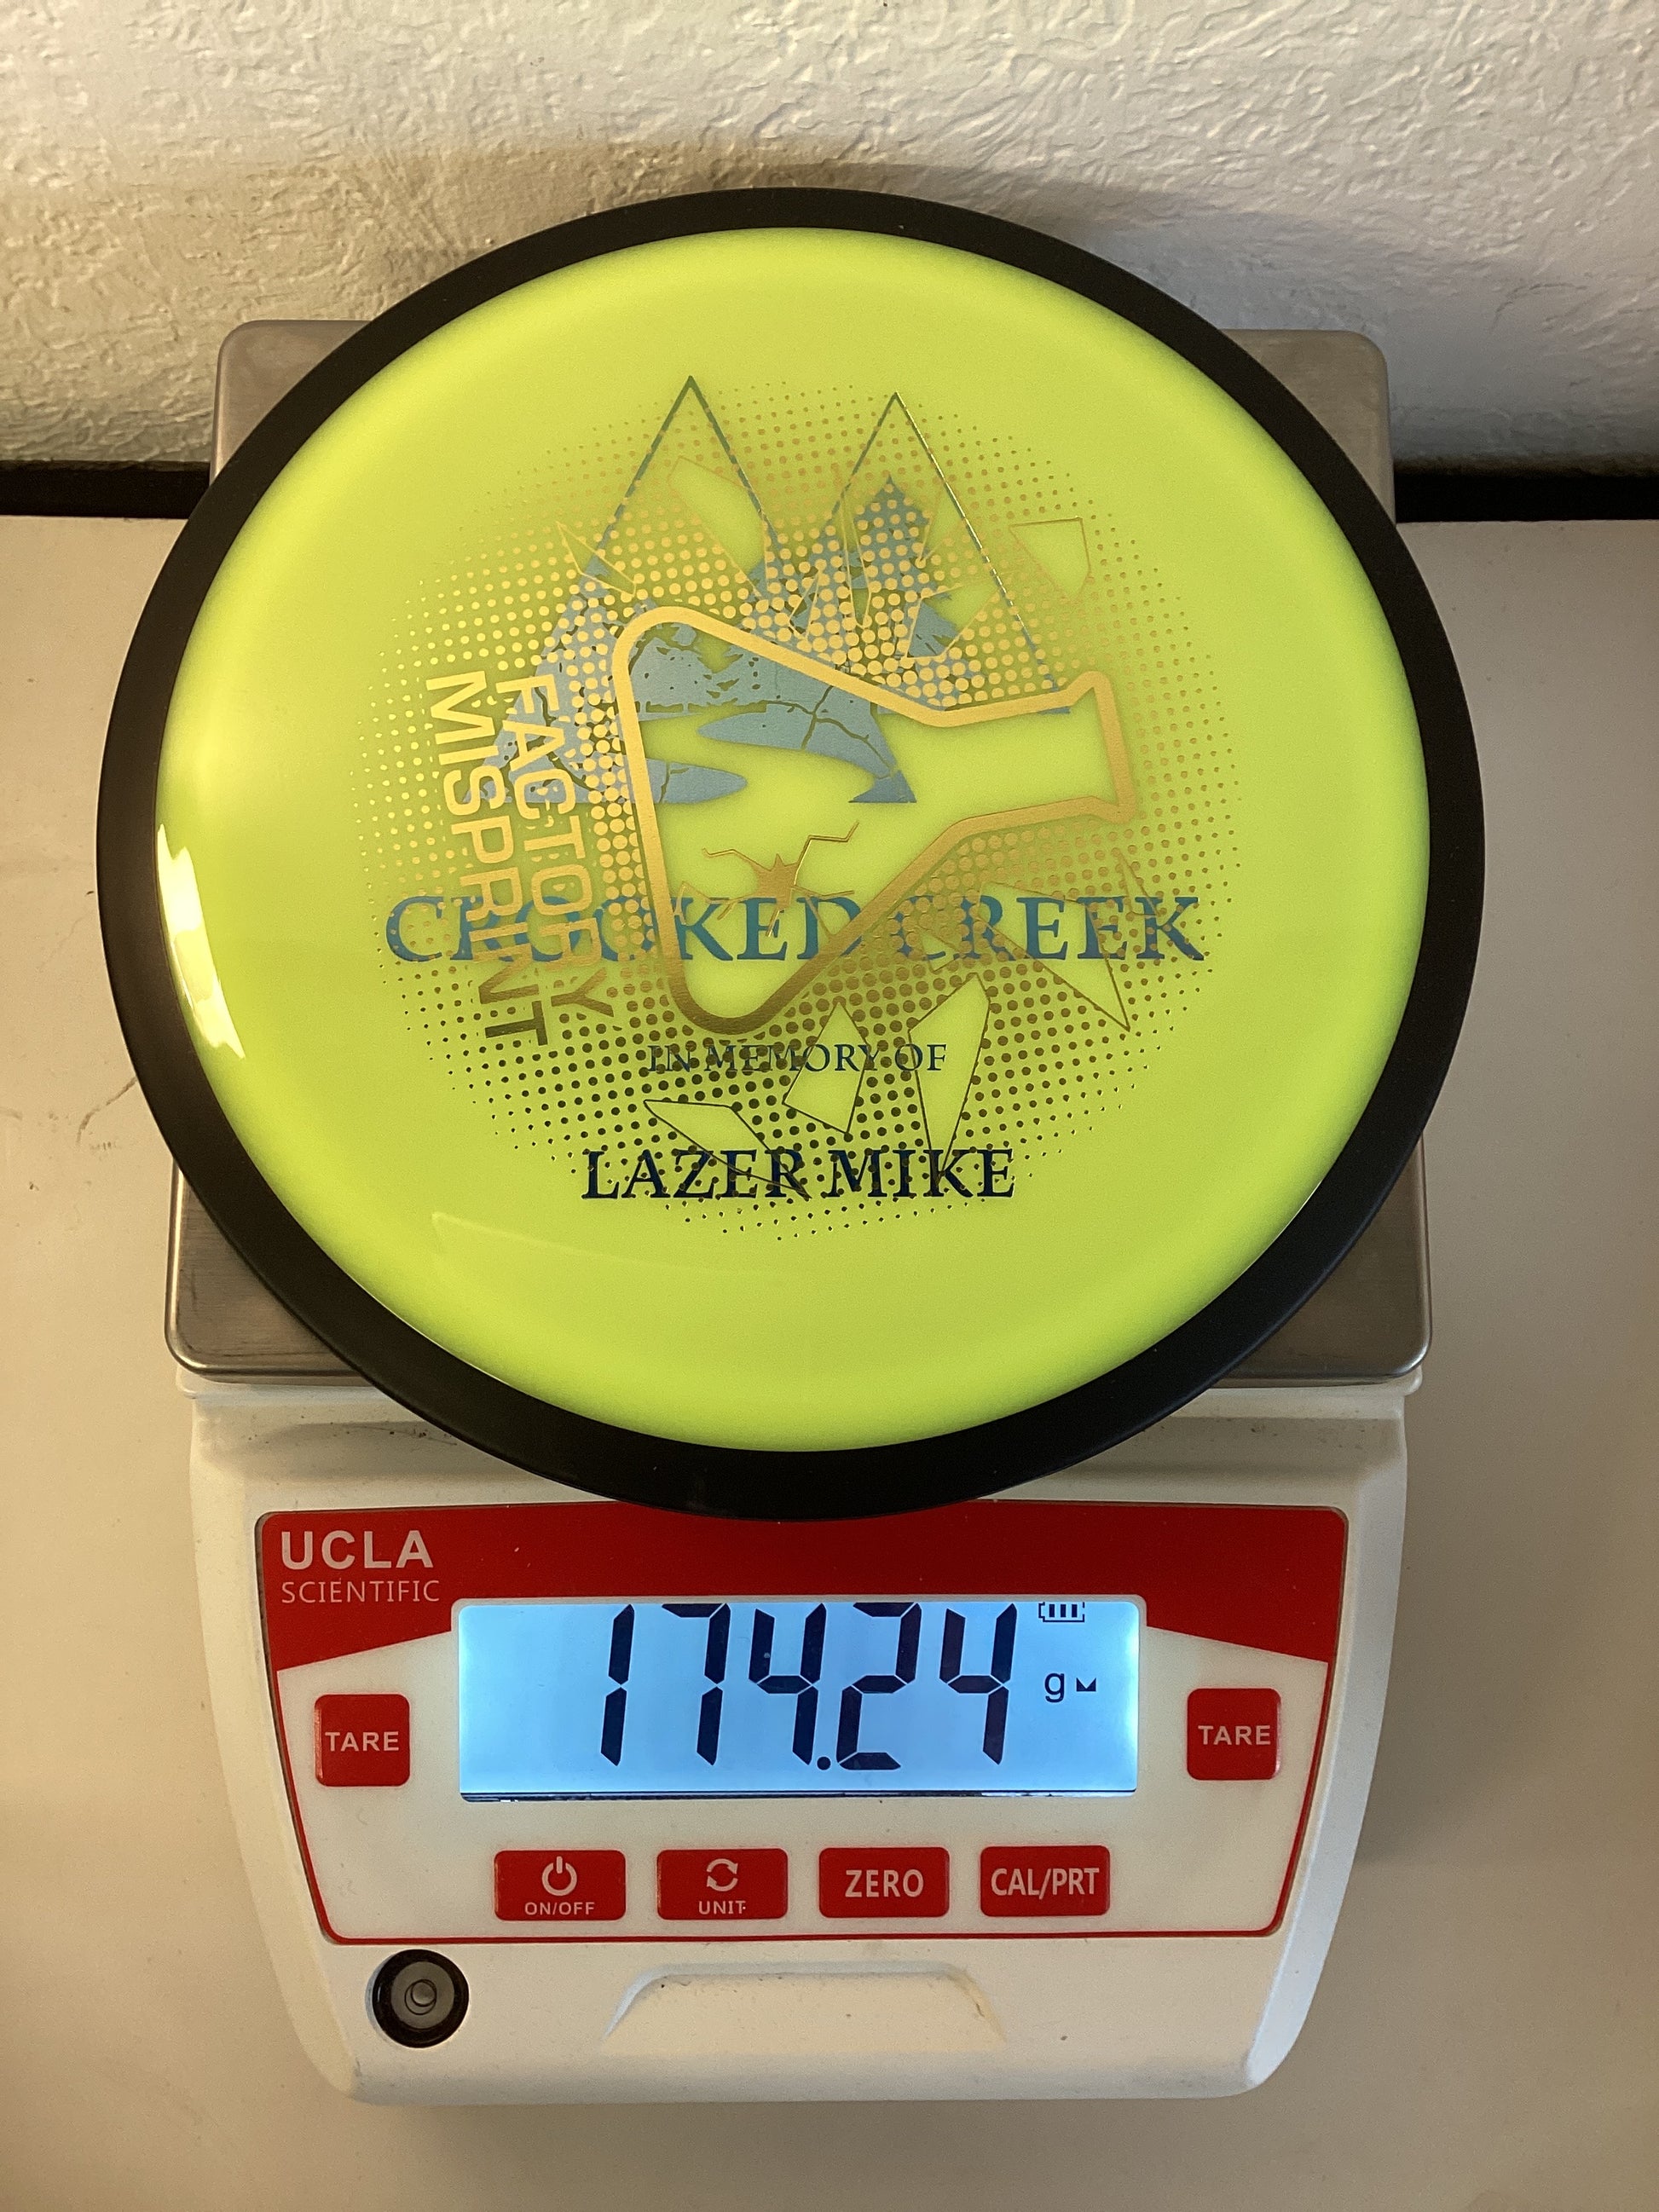 FACTORY
MISPRINT
CROOKED CREEK
IN MEMORY OF
LAZER MIKE
UCLA
SCIENTIFIC
174.24 g
TARE
TARE
ON/OFF
UNIT
ZERO
CAL/PRT